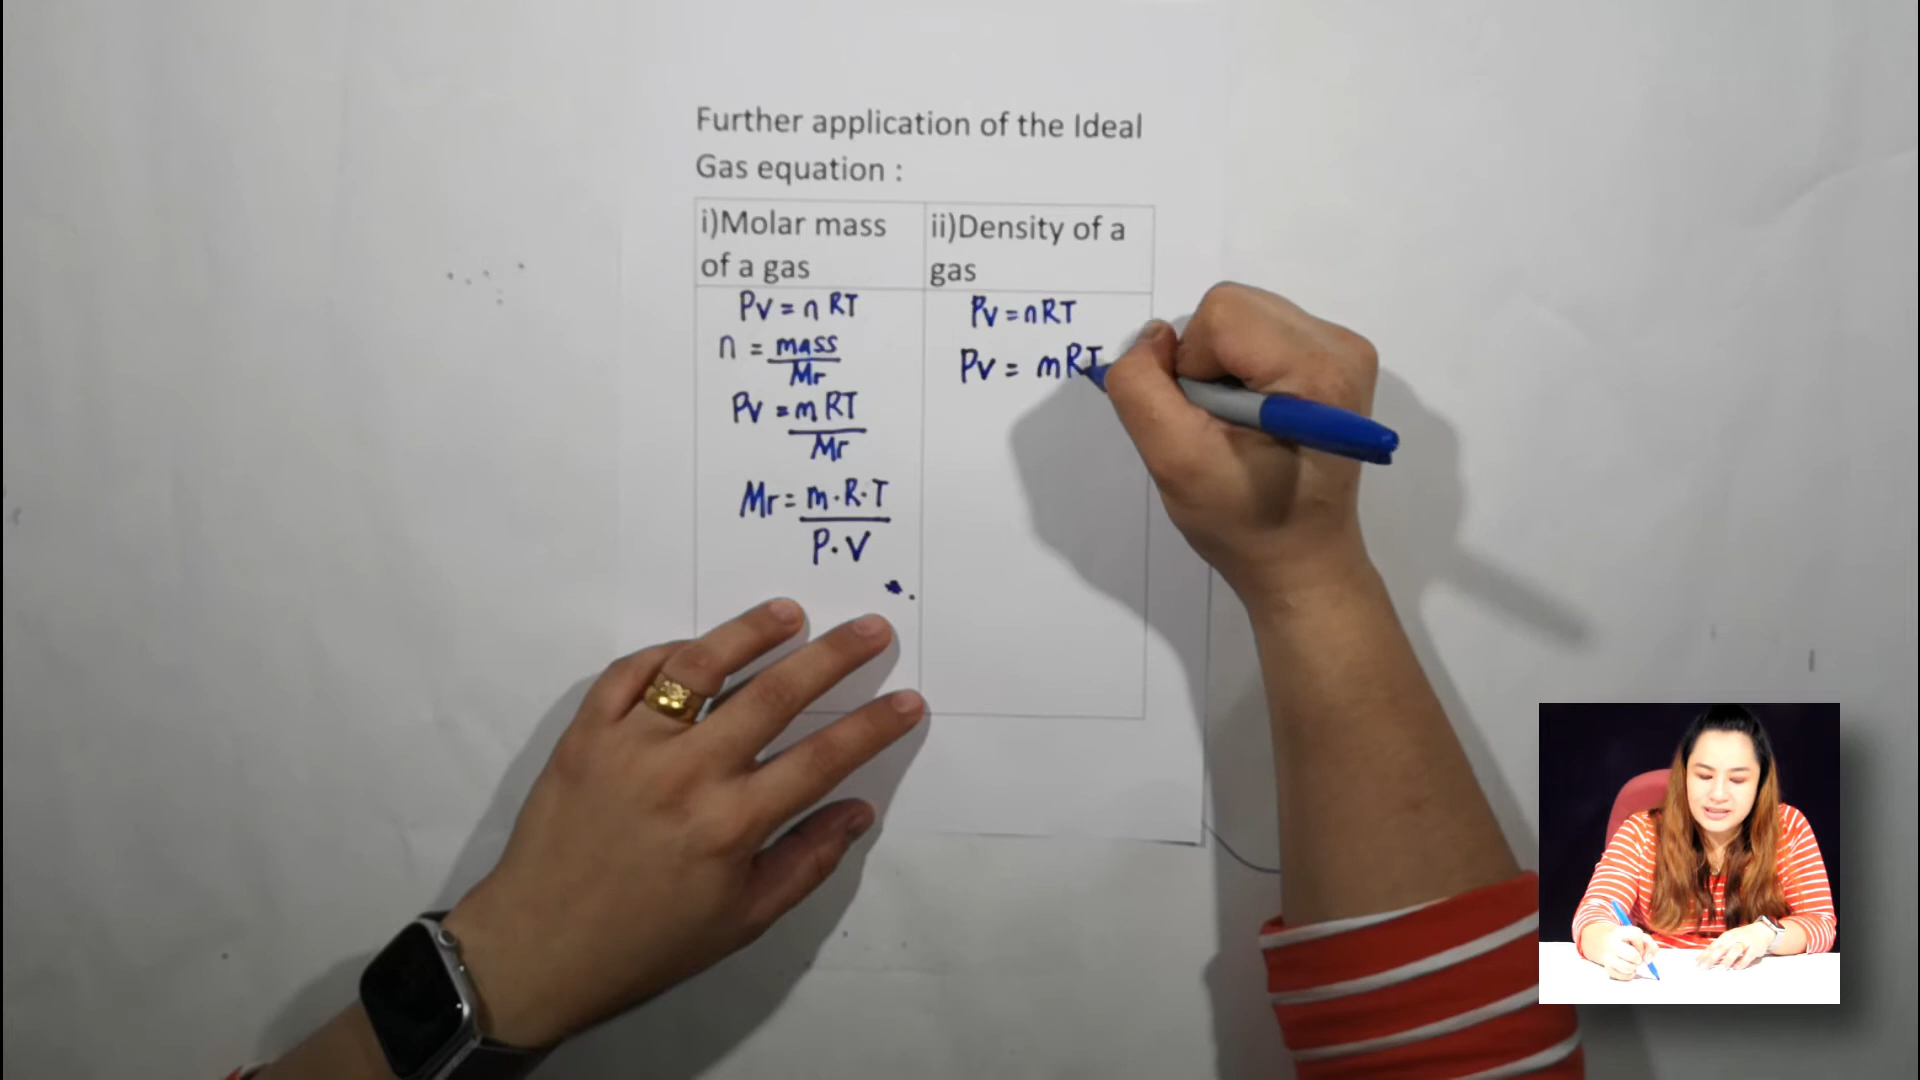 Further application of the Ideal
Gas equation :
i)Molar mass
of a gas
PV = n RT
n = mass
Mr
PV = m RT
Mr
Mr = m·R·T
P·V
ii)Density of a
gas
PV = nRT
PV = mRT